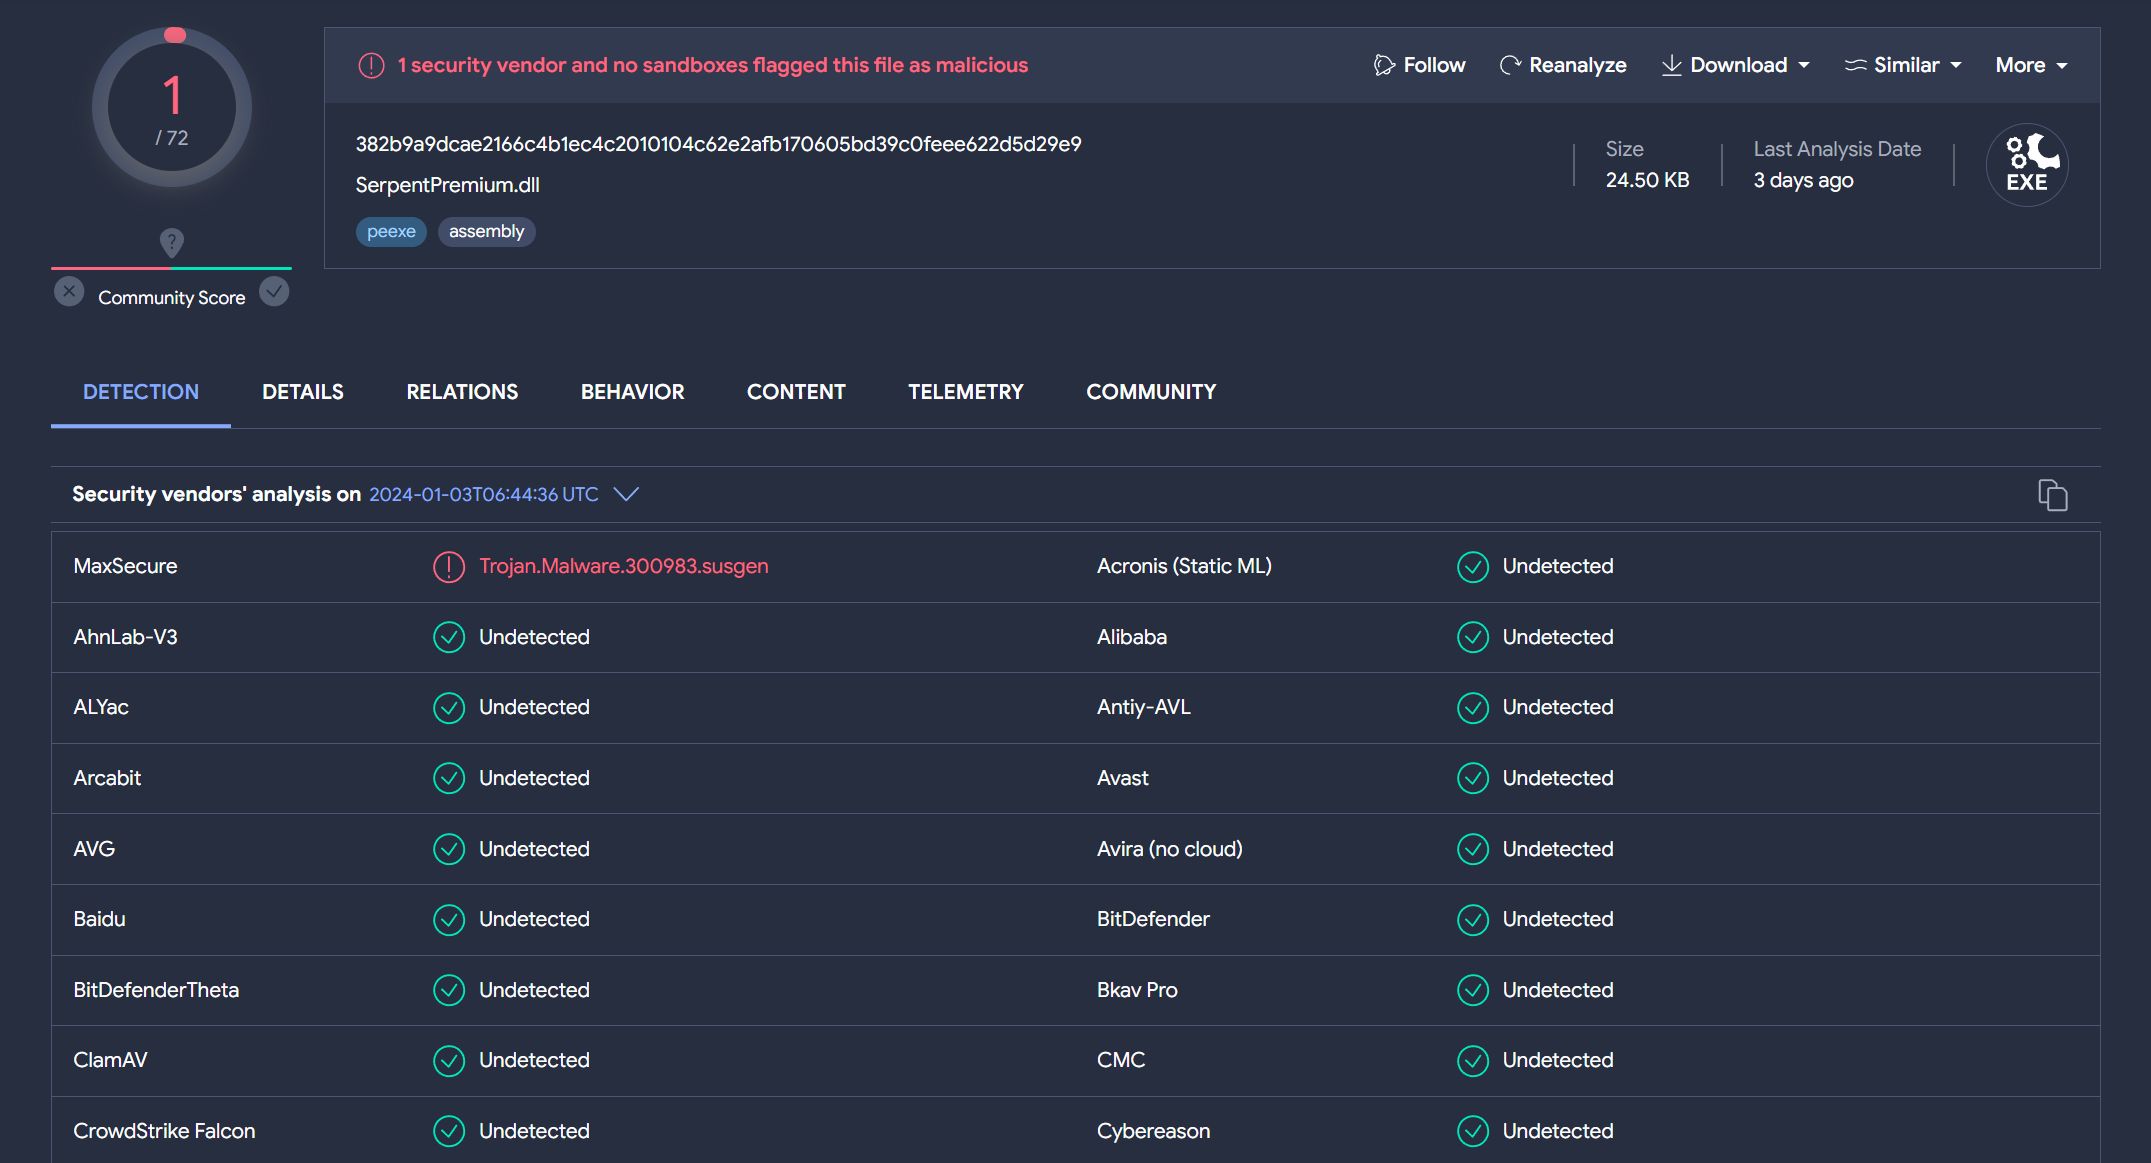 1
/ 72
?
Community Score
1 security vendor and no sandboxes flagged this file as malicious
Follow
Reanalyze
Download
Similar
More
382b9a9dcae2166c4b1ec4c2010104c62e2afb170605bd39c0feee622d5d29e9
SerpentPremium.dll
peexe
assembly
Size
24.50 KB
Last Analysis Date
3 days ago
EXE
DETECTION
DETAILS
RELATIONS
BEHAVIOR
CONTENT
TELEMETRY
COMMUNITY
Security vendors' analysis on 2024-01-03T06:44:36 UTC
MaxSecure
Trojan.Malware.300983.susgen
Acronis (Static ML)
Undetected
AhnLab-V3
Undetected
Alibaba
Undetected
ALYac
Undetected
Antiy-AVL
Undetected
Arcabit
Undetected
Avast
Undetected
AVG
Undetected
Avira (no cloud)
Undetected
Baidu
Undetected
BitDefender
Undetected
BitDefenderTheta
Undetected
Bkav Pro
Undetected
ClamAV
Undetected
CMC
Undetected
CrowdStrike Falcon
Undetected
Cybereason
Undetected